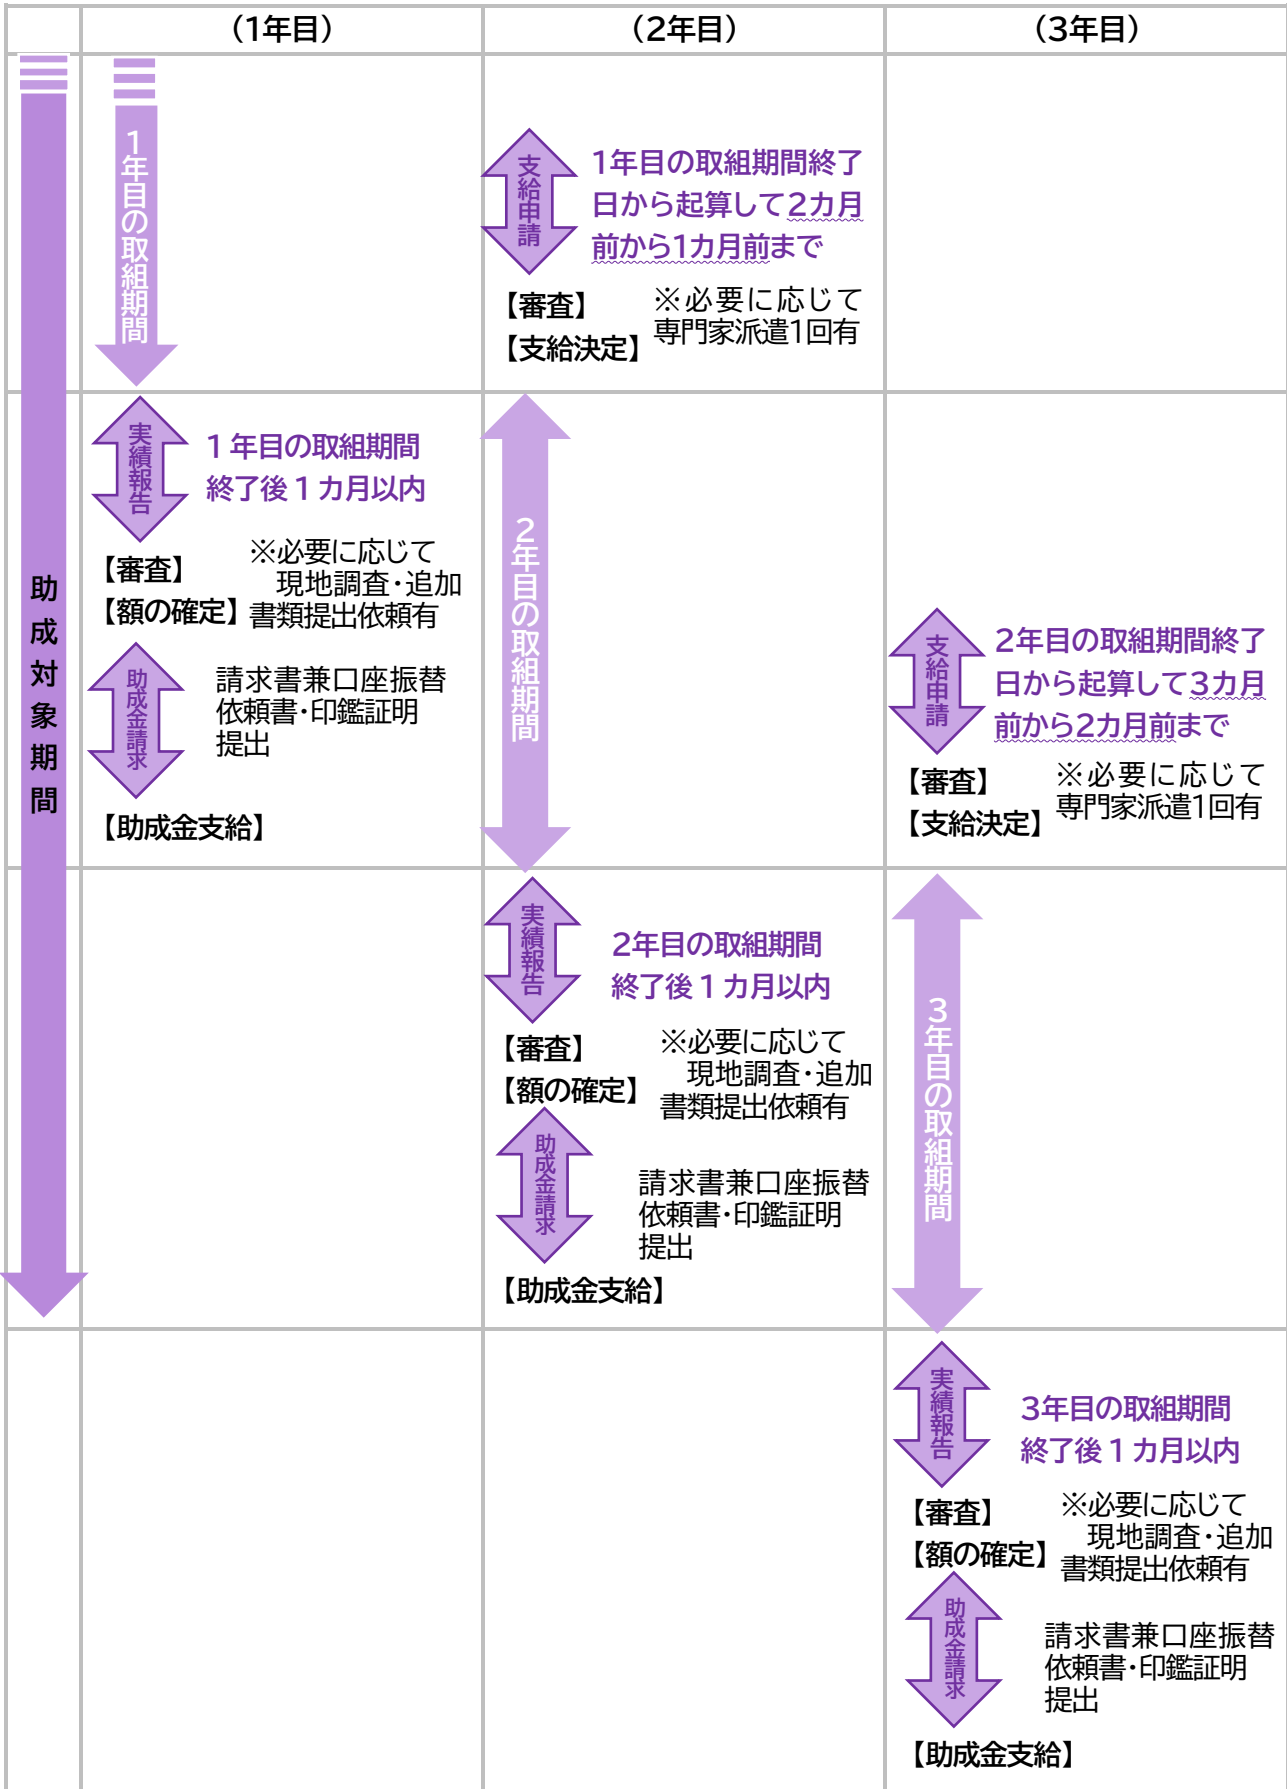 （1年目）
（2年目）
（3年目）
助成対象期間
１年目の取組期間
支給申請
1年目の取組期間終了
日から起算して2カ月
前から1カ月前まで
【審査】
【支給決定】
※必要に応じて
専門家派遣1回有
実績報告
１年目の取組期間
終了後１カ月以内
【審査】
【額の確定】
※必要に応じて
現地調査・追加
書類提出依頼有
助成金請求
請求書兼口座振替
依頼書・印鑑証明
提出
【助成金支給】
２年目の取組期間
支給申請
2年目の取組期間終了
日から起算して3カ月
前から2カ月前まで
【審査】
【支給決定】
※必要に応じて
専門家派遣1回有
実績報告
2年目の取組期間
終了後１カ月以内
【審査】
【額の確定】
※必要に応じて
現地調査・追加
書類提出依頼有
助成金請求
請求書兼口座振替
依頼書・印鑑証明
提出
【助成金支給】
３年目の取組期間
実績報告
3年目の取組期間
終了後１カ月以内
【審査】
【額の確定】
※必要に応じて
現地調査・追加
書類提出依頼有
助成金請求
請求書兼口座振替
依頼書・印鑑証明
提出
【助成金支給】